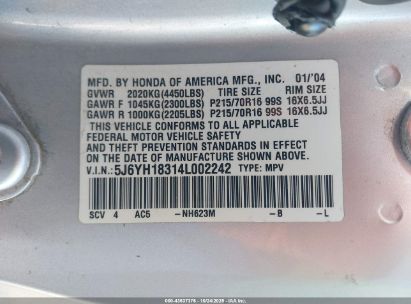 MFD. BY HONDA OF AMERICA MFG., INC. 01/04
GVWR 2020KG(4450LBS) TIRE SIZE RIM SIZE
GAWR F 1045KG(2300LBS) P215/70R16 99S 16X6.5JJ
GAWR R 1000KG(2205LBS) P215/70R16 99S 16X6.5JJ
THIS VEHICLE CONFORMS TO ALL APPLICABLE
FEDERAL MOTOR VEHICLE SAFETY
AND THEFT PREVENTION STANDARDS IN EFFECT
ON THE DATE OF MANUFACTURE SHOWN ABOVE.
V.I.N.: 5J6YH18314L002242 TYPE: MPV
SCV 4 AC5 -NH623M -B -L